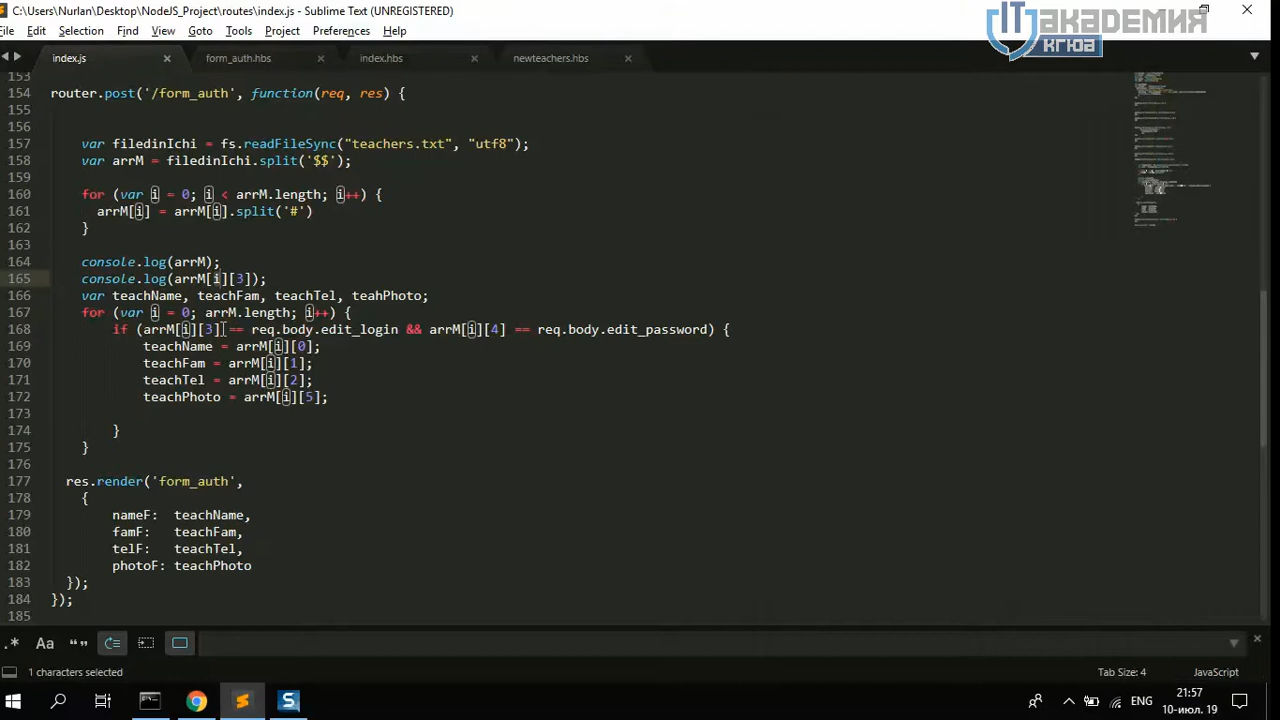 C:\Users\Nurlan\Desktop\NodeJS_Project\routes\index.js - Sublime Text (UNREGISTERED)
IT академия
кгюа
File Edit Selection Find View Goto Tools Project Preferences Help
index.js form_auth.hbs index.hbs newteachers.hbs
153
154 router.post('/form_auth', function(req, res) {
155
156
157 var filedinIchi = fs.readFileSync("teachers.txt", "utf8");
158 var arrM = filedinIchi.split('$$');
159
160 for (var i = 0; i < arrM.length; i++) {
161 arrM[i] = arrM[i].split('#')
162 }
163
164 console.log(arrM);
165 console.log(arrM[i][3]);
166 var teachName, teachFam, teachTel, teahPhoto;
167 for (var i = 0; arrM.length; i++) {
168 if (arrM[i][3] == req.body.edit_login && arrM[i][4] == req.body.edit_password) {
169 teachName = arrM[i][0];
170 teachFam = arrM[i][1];
171 teachTel = arrM[i][2];
172 teachPhoto = arrM[i][5];
173
174 }
175 }
176
177 res.render('form_auth',
178 {
179 nameF: teachName,
180 famF: teachFam,
181 telF: teachTel,
182 photoF: teachPhoto
183 });
184 });
185
.* Aa “”
1 characters selected Tab Size: 4 JavaScript
ENG 21:57
10-июл. 19